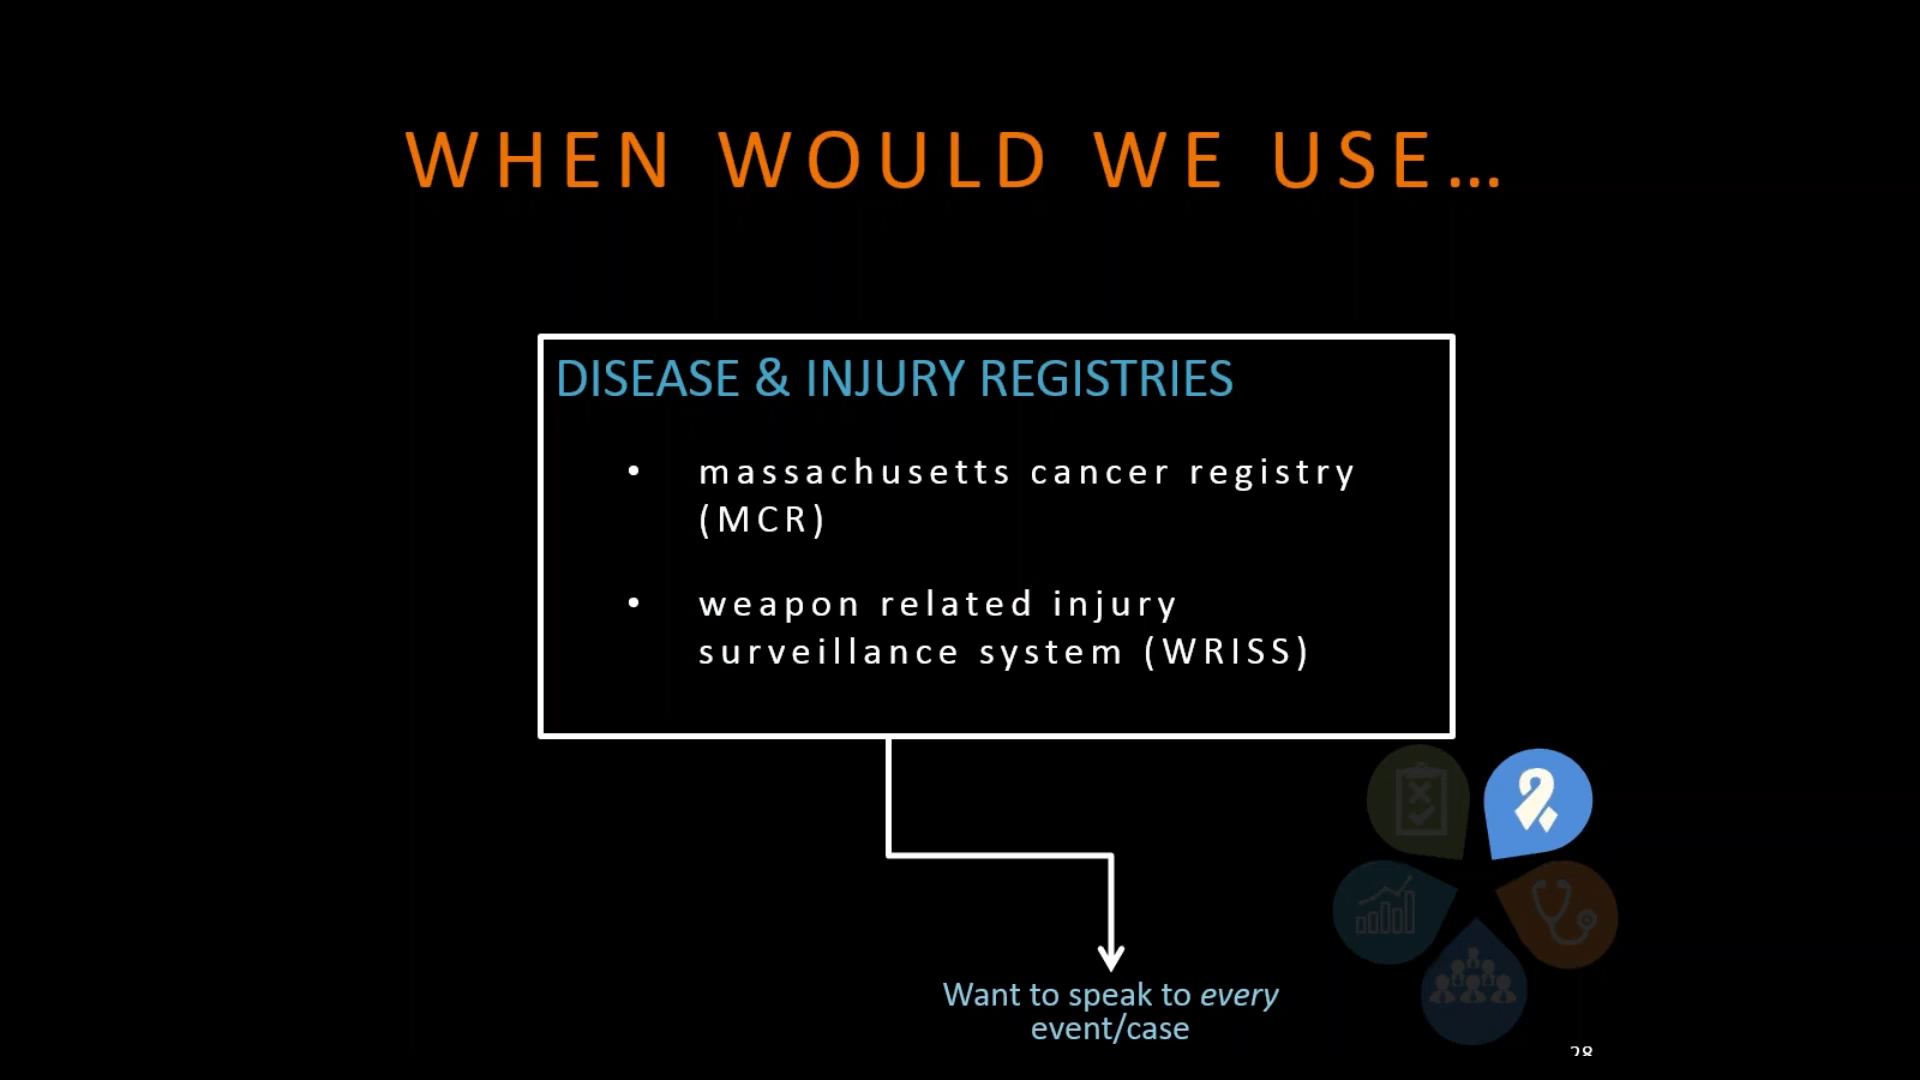 WHEN WOULD WE USE...
DISEASE & INJURY REGISTRIES
• massachusetts cancer registry
(MCR)
• weapon related injury
surveillance system (WRISS)
Want to speak to every
event/case
28